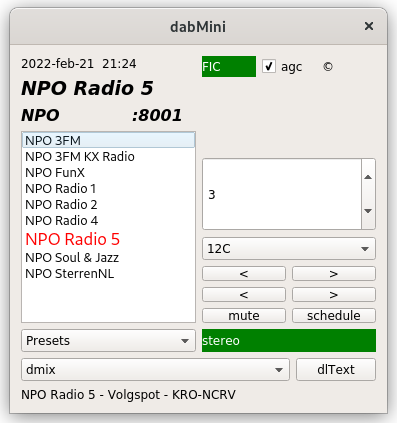 dabMini ×
2022-feb-21 21:24
FIC ✓ agc ©
NPO Radio 5
NPO :8001
NPO 3FM
NPO 3FM KX Radio
NPO FunX
NPO Radio 1
NPO Radio 2
NPO Radio 4
NPO Radio 5
NPO Soul & Jazz
NPO SterrenNL
3
12C
< >
< >
mute schedule
Presets
stereo
dmix
dlText
NPO Radio 5 - Volgspot - KRO-NCRV